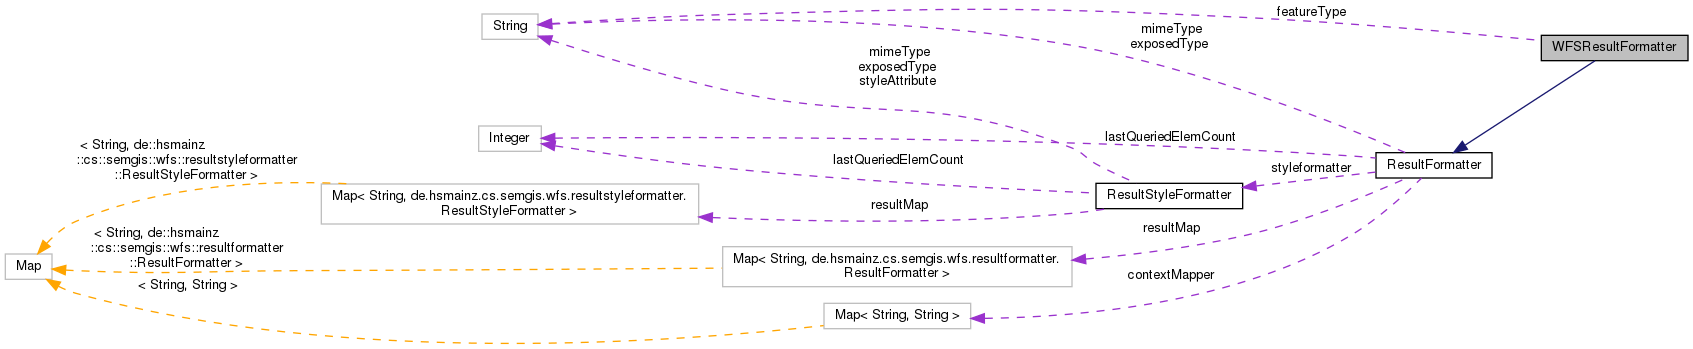 String
featureType
mimeType
exposedType
WFSResultFormatter
mimeType
exposedType
styleAttribute
Integer
lastQueriedElemCount
< String, de::hsmainz
::cs::semgis::wfs::resultstyleformatter
::ResultStyleFormatter >
lastQueriedElemCount
styleformatter
ResultFormatter
Map< String, de.hsmainz.cs.semgis.wfs.resultstyleformatter.
ResultStyleFormatter >
resultMap
ResultStyleFormatter
< String, de::hsmainz
::cs::semgis::wfs::resultformatter
::ResultFormatter >
resultMap
Map
Map< String, de.hsmainz.cs.semgis.wfs.resultformatter.
ResultFormatter >
contextMapper
< String, String >
Map< String, String >